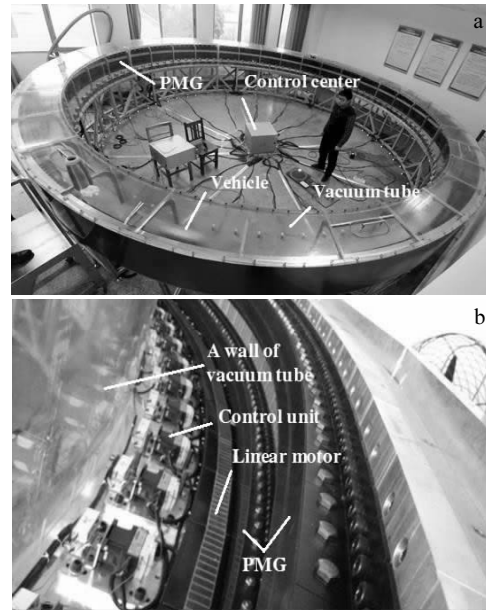 a
PMG
Control center
Vehicle
Vacuum tube
b
A wall of
vacuum tube
Control unit
Linear motor
PMG